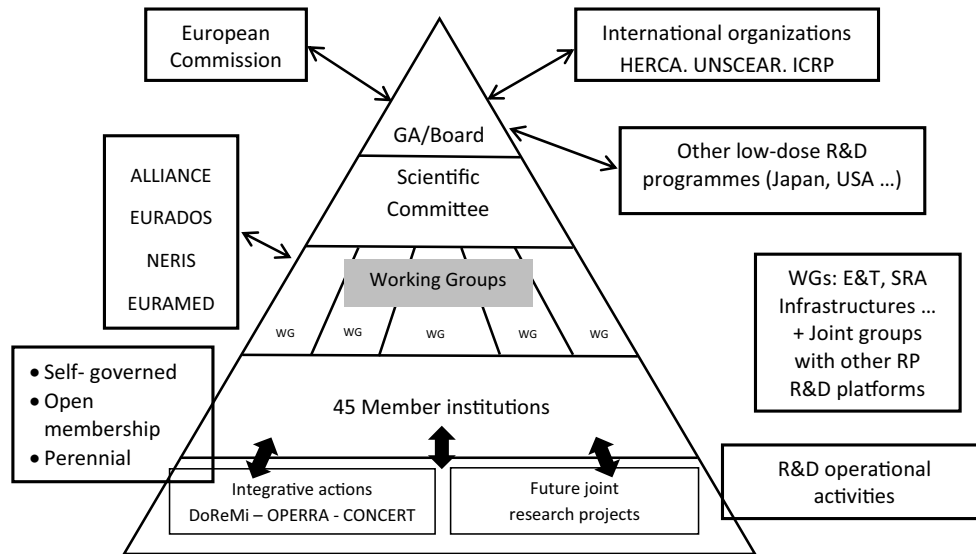 European
Commission
International organizations
HERCA. UNSCEAR. ICRP
GA/Board
Other low-dose R&D
programmes (Japan, USA ...)
ALLIANCE
EURADOS
NERIS
EURAMED
Scientific
Committee
Working Groups
WG WG WG WG WG
WGs: E&T, SRA
Infrastructures ...
+ Joint groups
with other RP
R&D platforms
• Self- governed
• Open
membership
• Perennial
45 Member institutions
Integrative actions
DoReMi – OPERRA - CONCERT
Future joint
research projects
R&D operational
activities